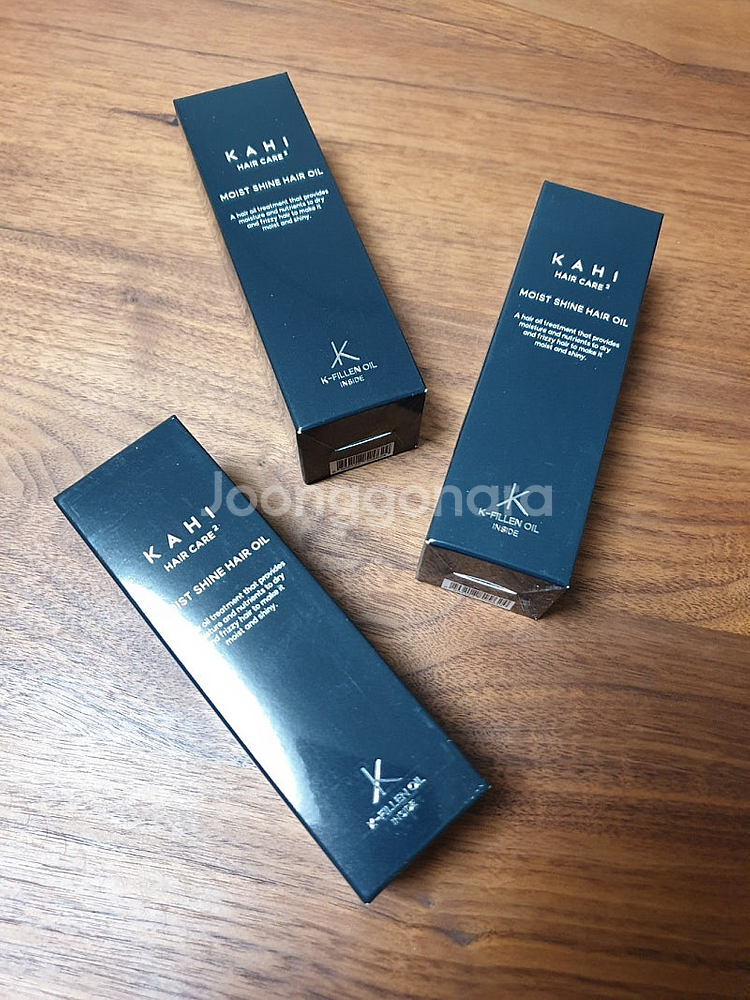 KAHI
HAIR CARE²
MOIST SHINE HAIR OIL
A hair oil treatment that provides
moisture and nutrients to dry
and frizzy hair to make it
moist and shiny.
K-FILLEN OIL
INSIDE
KAHI
HAIR CARE²
MOIST SHINE HAIR OIL
A hair oil treatment that provides
moisture and nutrients to dry
and frizzy hair to make it
moist and shiny.
K-FILLEN OIL
INSIDE
Joonggonara
KAHI
HAIR CARE²
SHINE HAIR OIL
oil treatment that provides
and nutrients to dry
frizzy hair to make it
moist and shiny.
K-FILLEN OIL
INSIDE